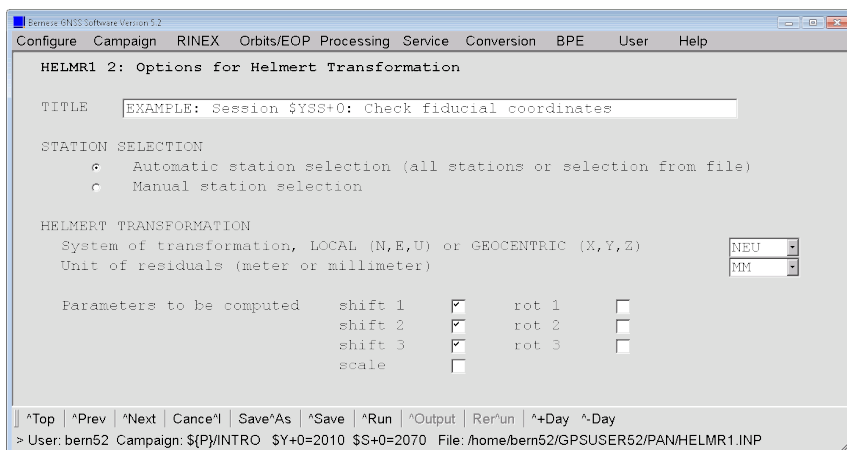 Bernese GNSS Software Version 5.2
Configure Campaign RINEX Orbits/EOP Processing Service Conversion BPE User Help
HELMR1 2: Options for Helmert Transformation
TITLE EXAMPLE: Session $YSS+0: Check fiducial coordinates
STATION SELECTION
Automatic station selection (all stations or selection from file)
Manual station selection
HELMERT TRANSFORMATION
System of transformation, LOCAL (N,E,U) or GEOCENTRIC (X,Y,Z) NEU
Unit of residuals (meter or millimeter) MM
Parameters to be computed shift 1 rot 1
shift 2 rot 2
shift 3 rot 3
scale
^Top | ^Prev | ^Next | Cance^l | Save^As | ^Save | ^Run | ^Output | Rer^un | ^+Day ^-Day
> User: bern52 Campaign: ${P}/INTRO $Y+0=2010 $S+0=2070 File: /home/bern52/GPSUSER52/PAN/HELMR1.INP